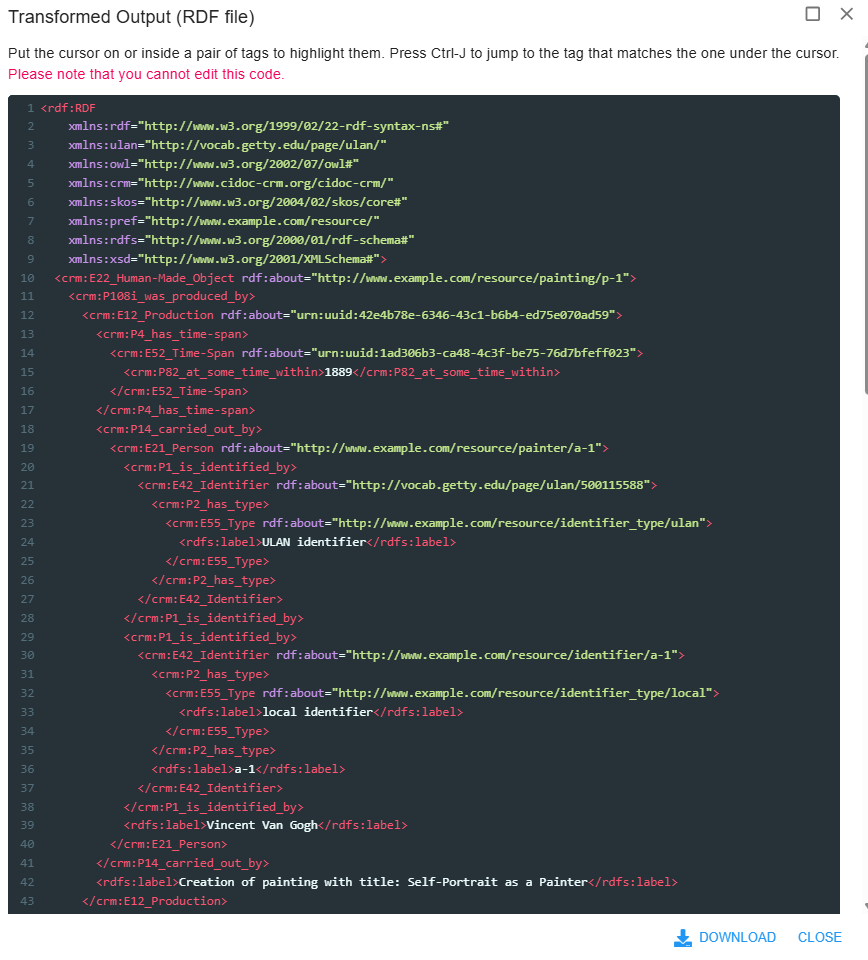 Transformed Output (RDF file)
Put the cursor on or inside a pair of tags to highlight them. Press Ctrl-J to jump to the tag that matches the one under the cursor.
Please note that you cannot edit this code.
1 <rdf:RDF
2 xmlns:rdf="http://www.w3.org/1999/02/22-rdf-syntax-ns#"
3 xmlns:ulan="http://vocab.getty.edu/page/ulan/"
4 xmlns:owl="http://www.w3.org/2002/07/owl#"
5 xmlns:crm="http://www.cidoc-crm.org/cidoc-crm/"
6 xmlns:skos="http://www.w3.org/2004/02/skos/core#"
7 xmlns:pref="http://www.example.com/resource/"
8 xmlns:rdfs="http://www.w3.org/2000/01/rdf-schema#"
9 xmlns:xsd="http://www.w3.org/2001/XMLSchema#">
10 <crm:E22_Human-Made_Object rdf:about="http://www.example.com/resource/painting/p-1">
11 <crm:P108i_was_produced_by>
12 <crm:E12_Production rdf:about="urn:uuid:42e4b78e-6346-43c1-b6b4-ed75e070ad59">
13 <crm:P4_has_time-span>
14 <crm:E52_Time-Span rdf:about="urn:uuid:1ad306b3-ca48-4c3f-be75-76d7bfeff023">
15 <crm:P82_at_some_time_within>1889</crm:P82_at_some_time_within>
16 </crm:E52_Time-Span>
17 </crm:P4_has_time-span>
18 <crm:P14_carried_out_by>
19 <crm:E21_Person rdf:about="http://www.example.com/resource/painter/a-1">
20 <crm:P1_is_identified_by>
21 <crm:E42_Identifier rdf:about="http://vocab.getty.edu/page/ulan/500115588">
22 <crm:P2_has_type>
23 <crm:E55_Type rdf:about="http://www.example.com/resource/identifier_type/ulan">
24 <rdfs:label>ULAN identifier</rdfs:label>
25 </crm:E55_Type>
26 </crm:P2_has_type>
27 </crm:E42_Identifier>
28 </crm:P1_is_identified_by>
29 <crm:P1_is_identified_by>
30 <crm:E42_Identifier rdf:about="http://www.example.com/resource/identifier/a-1">
31 <crm:P2_has_type>
32 <crm:E55_Type rdf:about="http://www.example.com/resource/identifier_type/local">
33 <rdfs:label>local identifier</rdfs:label>
34 </crm:E55_Type>
35 </crm:P2_has_type>
36 <rdfs:label>a-1</rdfs:label>
37 </crm:E42_Identifier>
38 </crm:P1_is_identified_by>
39 <rdfs:label>Vincent Van Gogh</rdfs:label>
40 </crm:E21_Person>
41 </crm:P14_carried_out_by>
42 <rdfs:label>Creation of painting with title: Self-Portrait as a Painter</rdfs:label>
43 </crm:E12_Production>
DOWNLOAD CLOSE